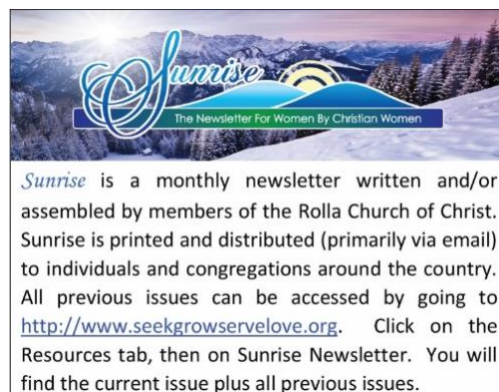 Sunrise
The Newsletter For Women By Christian Women
Sunrise is a monthly newsletter written and/or
assembled by members of the Rolla Church of Christ.
Sunrise is printed and distributed (primarily via email)
to individuals and congregations around the country.
All previous issues can be accessed by going to
http://www.seekgrowservelove.org. Click on the
Resources tab, then on Sunrise Newsletter. You will
find the current issue plus all previous issues.